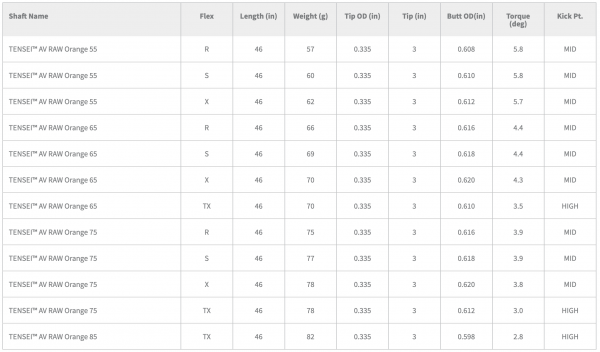 Shaft Name Flex Length (in) Weight (g) Tip OD (in) Tip (in) Butt OD(in) Torque (deg) Kick Pt.
TENSEI™ AV RAW Orange 55 R 46 57 0.335 3 0.608 5.8 MID
TENSEI™ AV RAW Orange 55 S 46 60 0.335 3 0.610 5.8 MID
TENSEI™ AV RAW Orange 55 X 46 62 0.335 3 0.612 5.7 MID
TENSEI™ AV RAW Orange 65 R 46 66 0.335 3 0.616 4.4 MID
TENSEI™ AV RAW Orange 65 S 46 69 0.335 3 0.618 4.4 MID
TENSEI™ AV RAW Orange 65 X 46 70 0.335 3 0.620 4.3 MID
TENSEI™ AV RAW Orange 65 TX 46 70 0.335 3 0.610 3.5 HIGH
TENSEI™ AV RAW Orange 75 R 46 75 0.335 3 0.616 3.9 MID
TENSEI™ AV RAW Orange 75 S 46 77 0.335 3 0.618 3.9 MID
TENSEI™ AV RAW Orange 75 X 46 78 0.335 3 0.620 3.8 MID
TENSEI™ AV RAW Orange 75 TX 46 78 0.335 3 0.612 3.0 HIGH
TENSEI™ AV RAW Orange 85 TX 46 82 0.335 3 0.598 2.8 HIGH